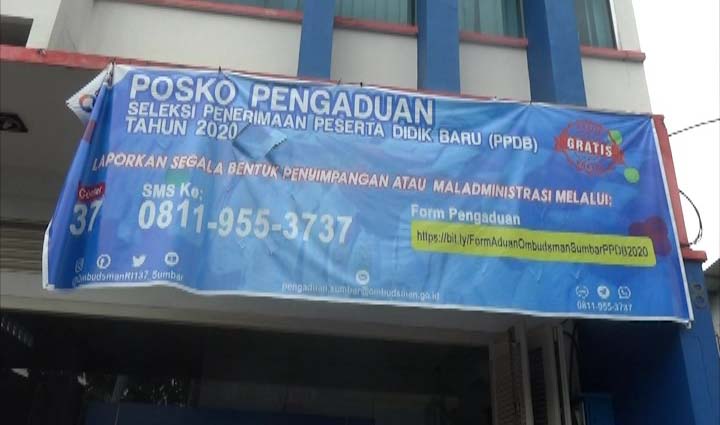 POSKO PENGADUAN
SELEKSI PENERIMAAN PESERTA DIDIK BARU (PPDB)
TAHUN 2020
GRATIS
LAPORKAN SEGALA BENTUK PENYIMPANGAN ATAU MALADMINISTRASI MELALUI:
37
SMS Ke:
0811-955-3737
Form Pengaduan
https://bit.ly/FormAduanOmbudsmanSumbarPPDB2020
@OmbudsmanRI137_Sumbar
pengaduan.sumbar@ombudsman.go.id
0811-955-3737